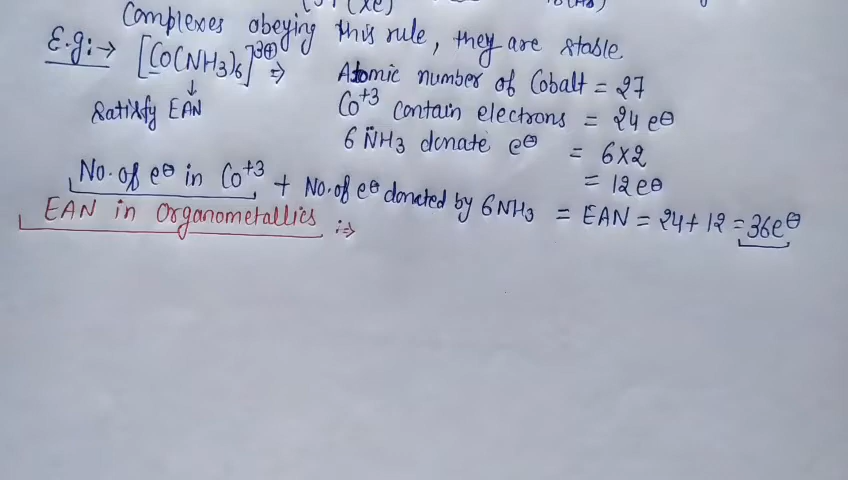 Complexes obeying this rule, they are stable
E.g:→ [Co(NH3)6]3⊕ ⇒ Atomic number of Cobalt = 27
↓
Satisfy EAN
Co+3 contain electrons = 24 e⊖
6 N̈H3 donate e⊖ = 6×2
= 12 e⊖
No. of e⊖ in Co+3 + No. of e⊖ donated by 6NH3 = EAN = 24 + 12 = 36e⊖
EAN in Organometallics :⇒